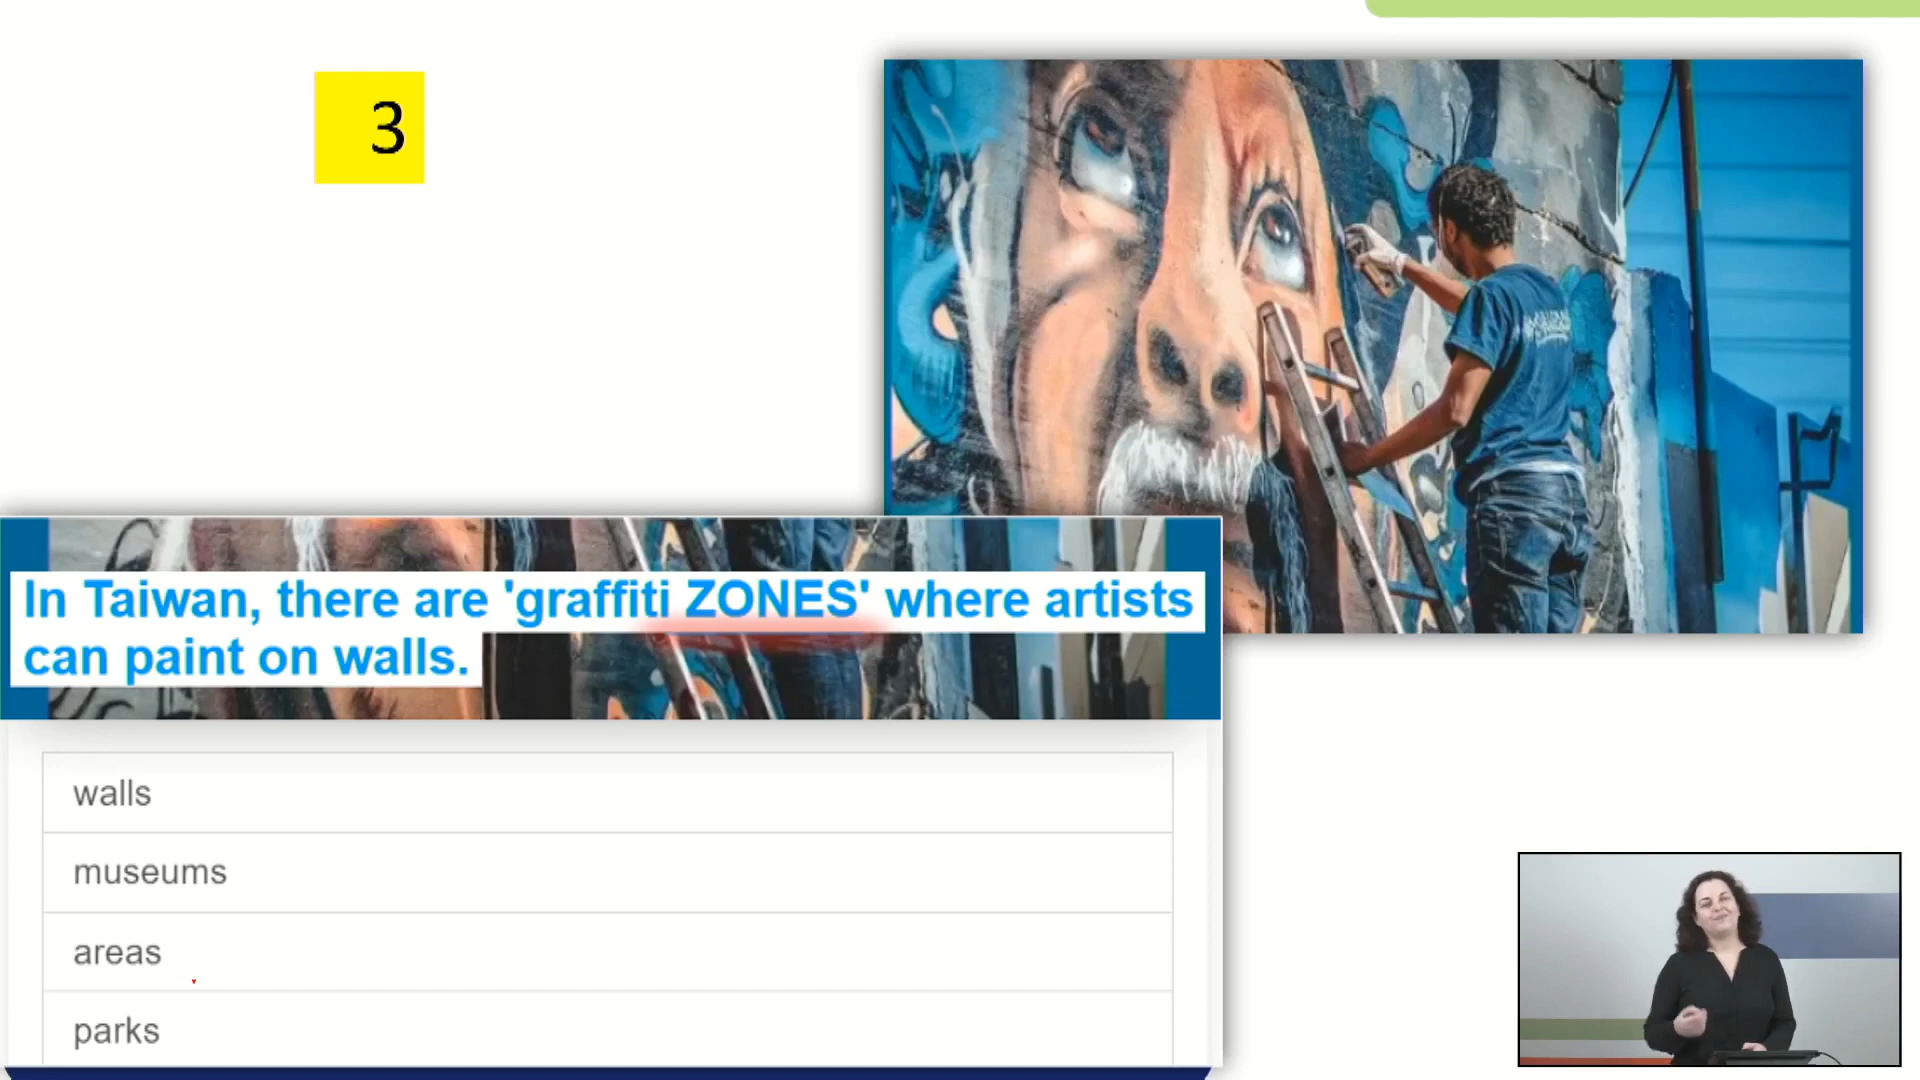 3
In Taiwan, there are 'graffiti ZONES' where artists
can paint on walls.
walls
museums
areas
parks